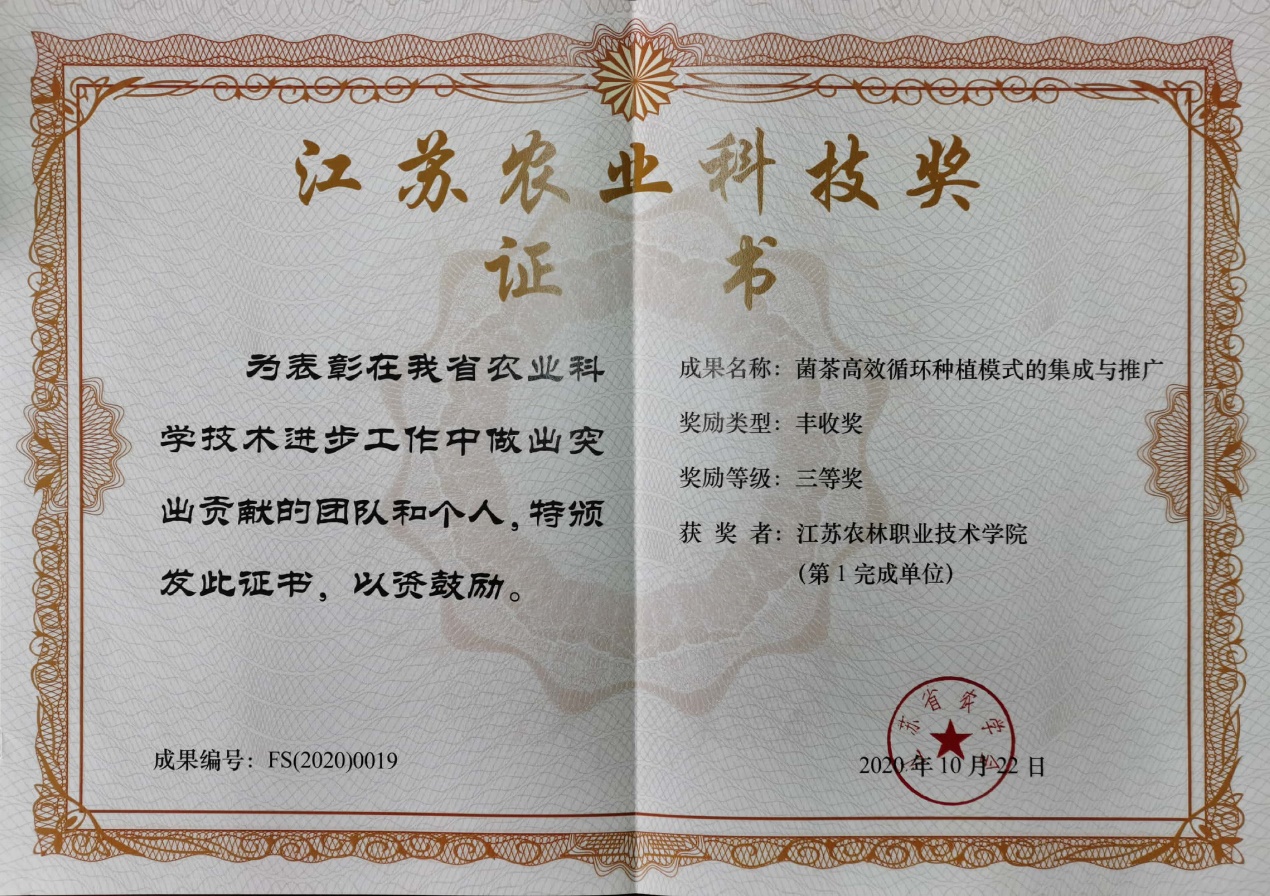 江苏农业科技奖
证书
为表彰在我省农业科
学技术进步工作中做出突
出贡献的团队和个人，特颁
发此证书，以资鼓励。
成果编号：FS(2020)0019
成果名称：菌茶高效循环种植模式的集成与推广
奖励类型：丰收奖
奖励等级：三等奖
获奖者：江苏农林职业技术学院
（第1完成单位）
江苏省农学会
2020年10月22日